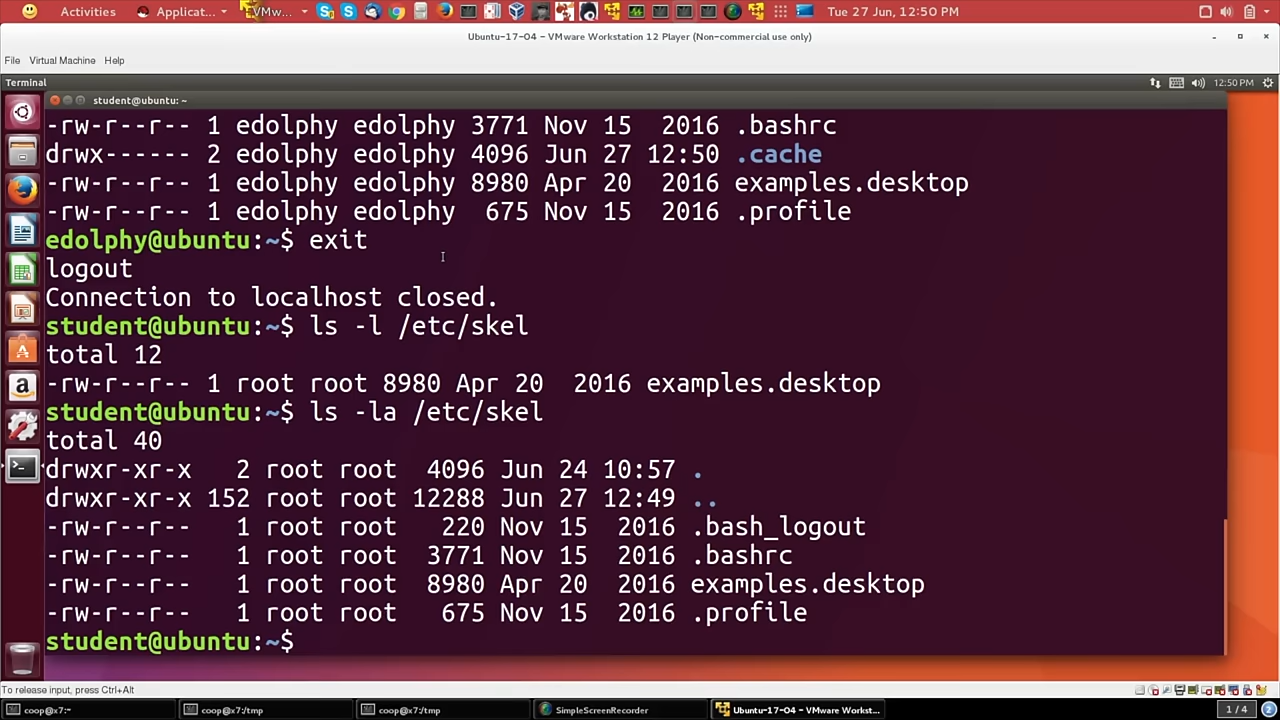 Activities
Applicat...
VMw...
Tue 27 Jun, 12:50 PM
Ubuntu-17-04 - VMware Workstation 12 Player (Non-commercial use only)
File Virtual Machine Help
Terminal
12:50 PM
student@ubuntu: ~
-rw-r--r-- 1 edolphy edolphy 3771 Nov 15  2016 .bashrc
drwx------ 2 edolphy edolphy 4096 Jun 27 12:50 .cache
-rw-r--r-- 1 edolphy edolphy 8980 Apr 20  2016 examples.desktop
-rw-r--r-- 1 edolphy edolphy  675 Nov 15  2016 .profile
edolphy@ubuntu:~$ exit
logout
Connection to localhost closed.
student@ubuntu:~$ ls -l /etc/skel
total 12
-rw-r--r-- 1 root root 8980 Apr 20  2016 examples.desktop
student@ubuntu:~$ ls -la /etc/skel
total 40
drwxr-xr-x   2 root root  4096 Jun 24 10:57 .
drwxr-xr-x 152 root root 12288 Jun 27 12:49 ..
-rw-r--r--   1 root root   220 Nov 15  2016 .bash_logout
-rw-r--r--   1 root root  3771 Nov 15  2016 .bashrc
-rw-r--r--   1 root root  8980 Apr 20  2016 examples.desktop
-rw-r--r--   1 root root   675 Nov 15  2016 .profile
student@ubuntu:~$
To release input, press Ctrl+Alt
coop@x7:~
coop@x7:/tmp
coop@x7:/tmp
SimpleScreenRecorder
Ubuntu-17-04 - VMware Workst...
1 / 4
2